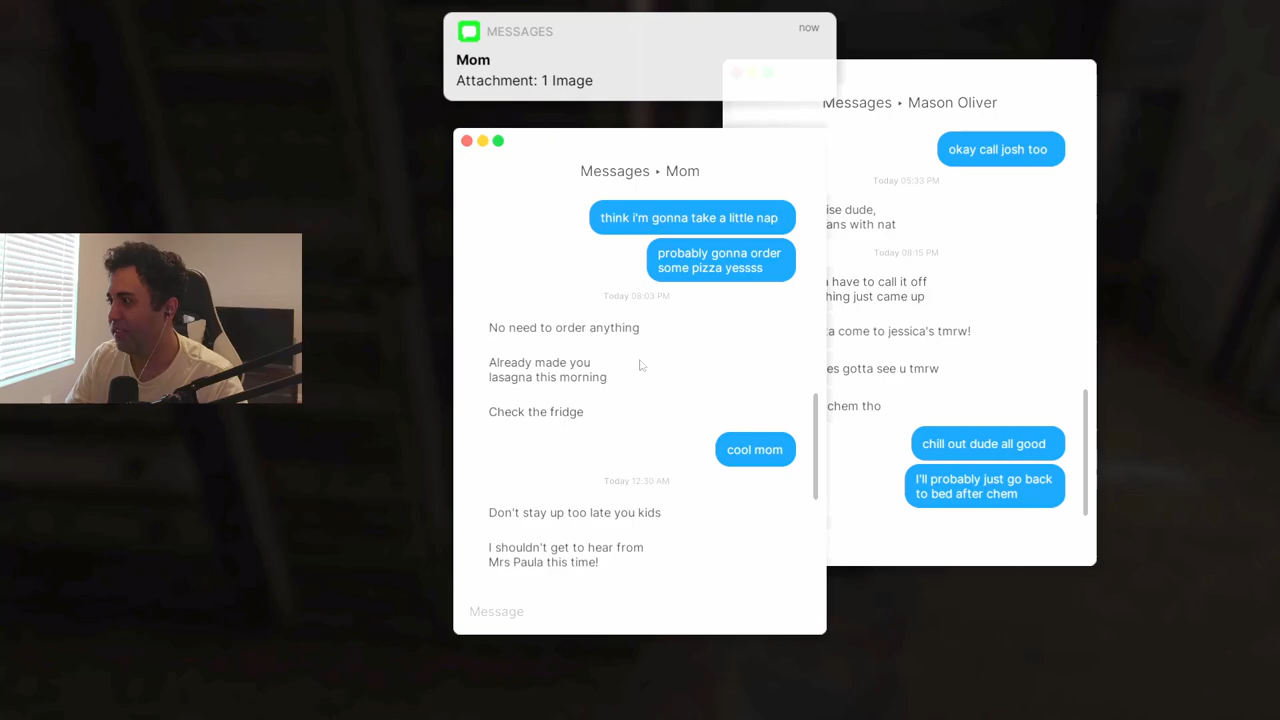 MESSAGES
now
Mom
Attachment: 1 Image
Messages ‣ Mom
think i'm gonna take a little nap
probably gonna order
some pizza yessss
Today 08:03 PM
No need to order anything
Already made you
lasagna this morning
Check the fridge
cool mom
Today 12:30 AM
Don't stay up too late you kids
I shouldn't get to hear from
Mrs Paula this time!
Message
Messages ‣ Mason Oliver
okay call josh too
Today 05:33 PM
ise dude,
ans with nat
Today 08:15 PM
have to call it off
hing just came up
a come to jessica's tmrw!
es gotta see u tmrw
chem tho
chill out dude all good
I'll probably just go back
to bed after chem